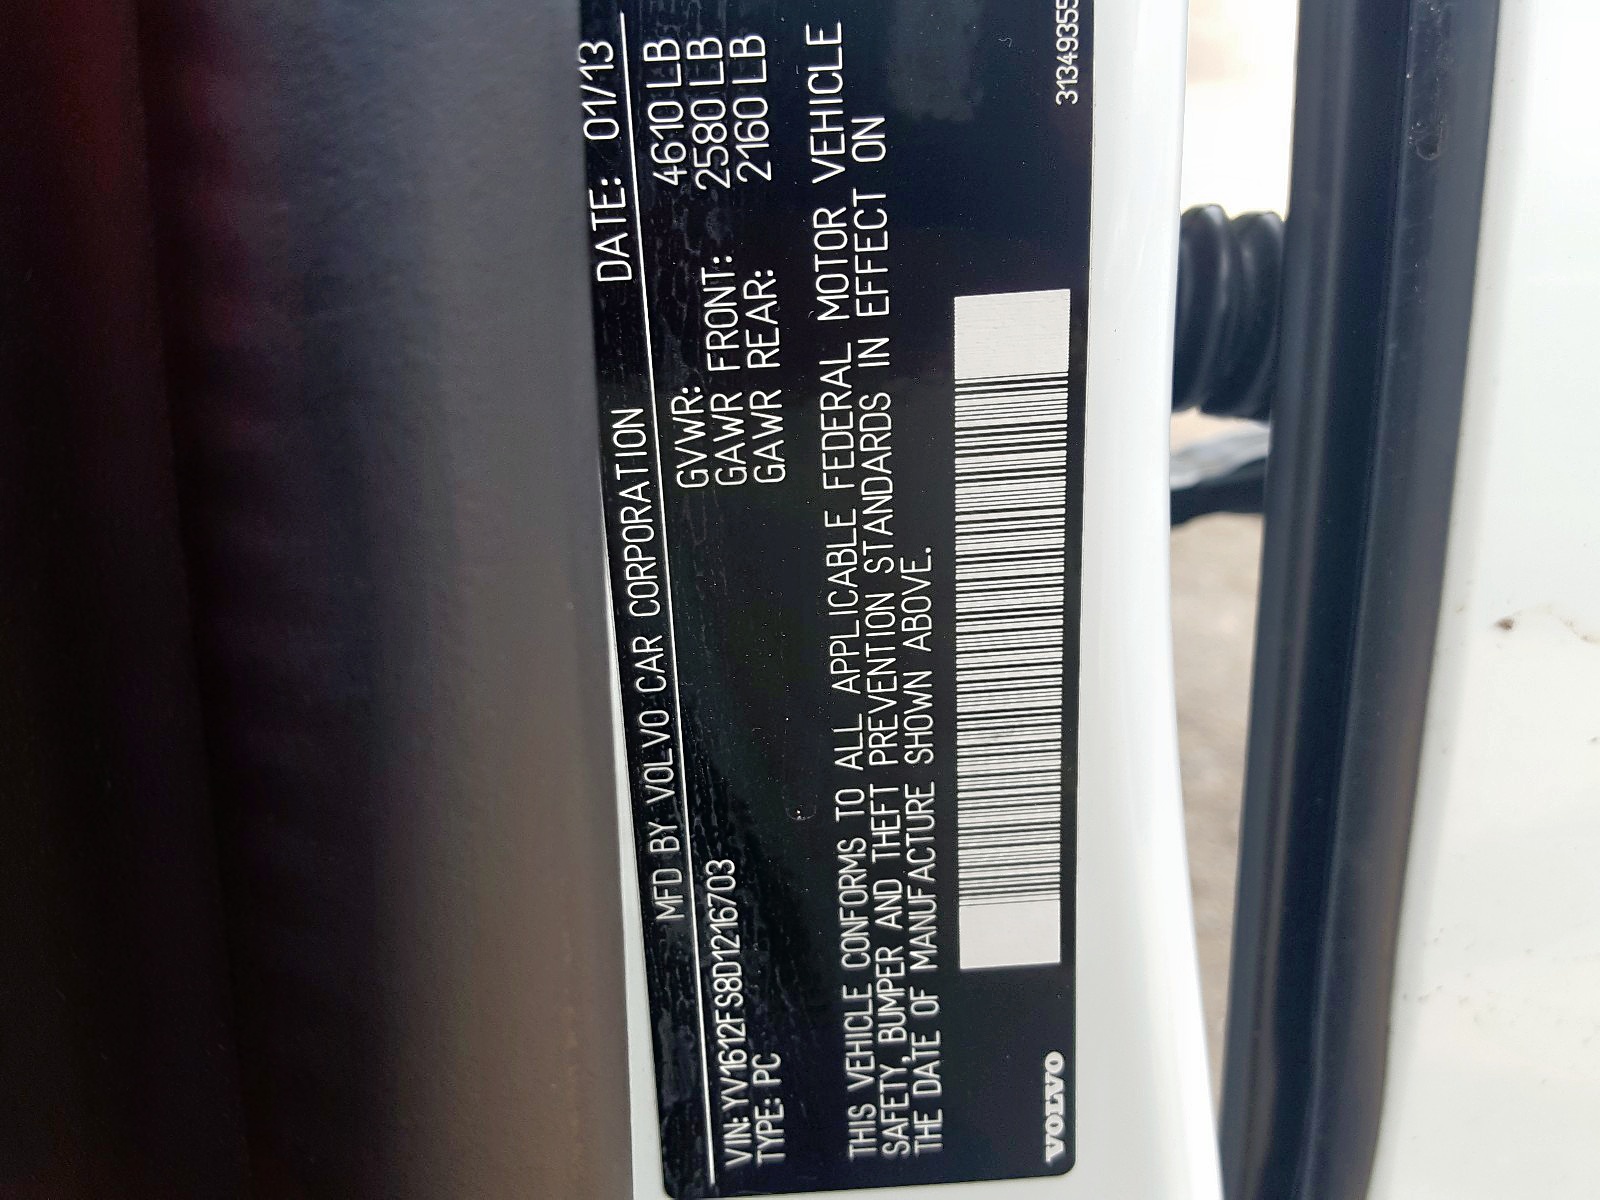 MFD BY VOLVO CAR CORPORATION DATE: 01/13
VIN: YV1612FS8D1216703 GVWR: 4610 LB
TYPE: PC GAWR FRONT: 2580 LB
GAWR REAR: 2160 LB
THIS VEHICLE CONFORMS TO ALL APPLICABLE FEDERAL MOTOR VEHICLE
SAFETY, BUMPER AND THEFT PREVENTION STANDARDS IN EFFECT ON
THE DATE OF MANUFACTURE SHOWN ABOVE.
VOLVO